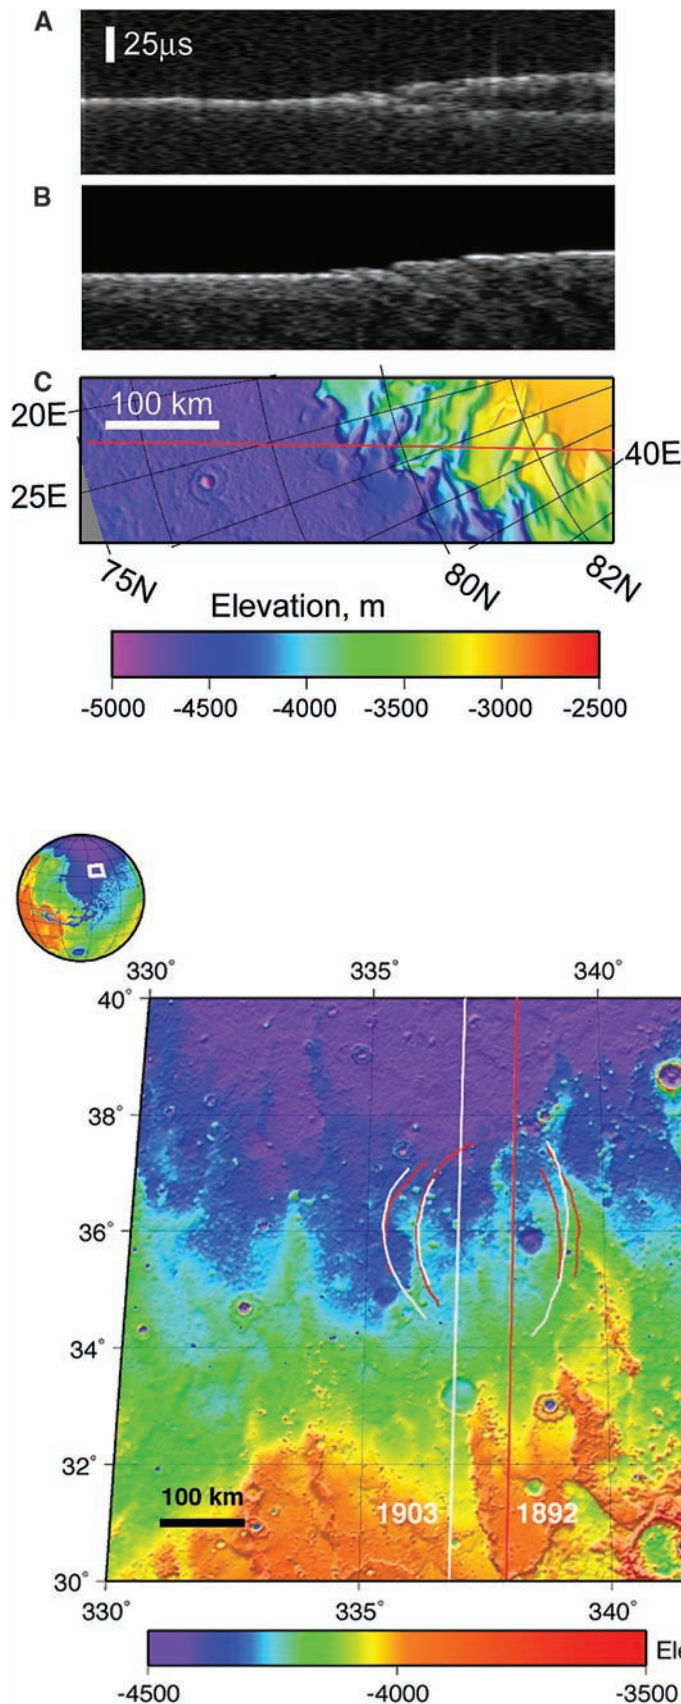 A
25μs
B
C
100 km
20E
40E
25E
75N
80N
82N
Elevation, m
-5000 -4500 -4000 -3500 -3000 -2500
330° 335° 340°
40°
38°
36°
34°
32°
100 km
1903 1892
30°
330° 335° 340°
Ele
-4500 -4000 -3500